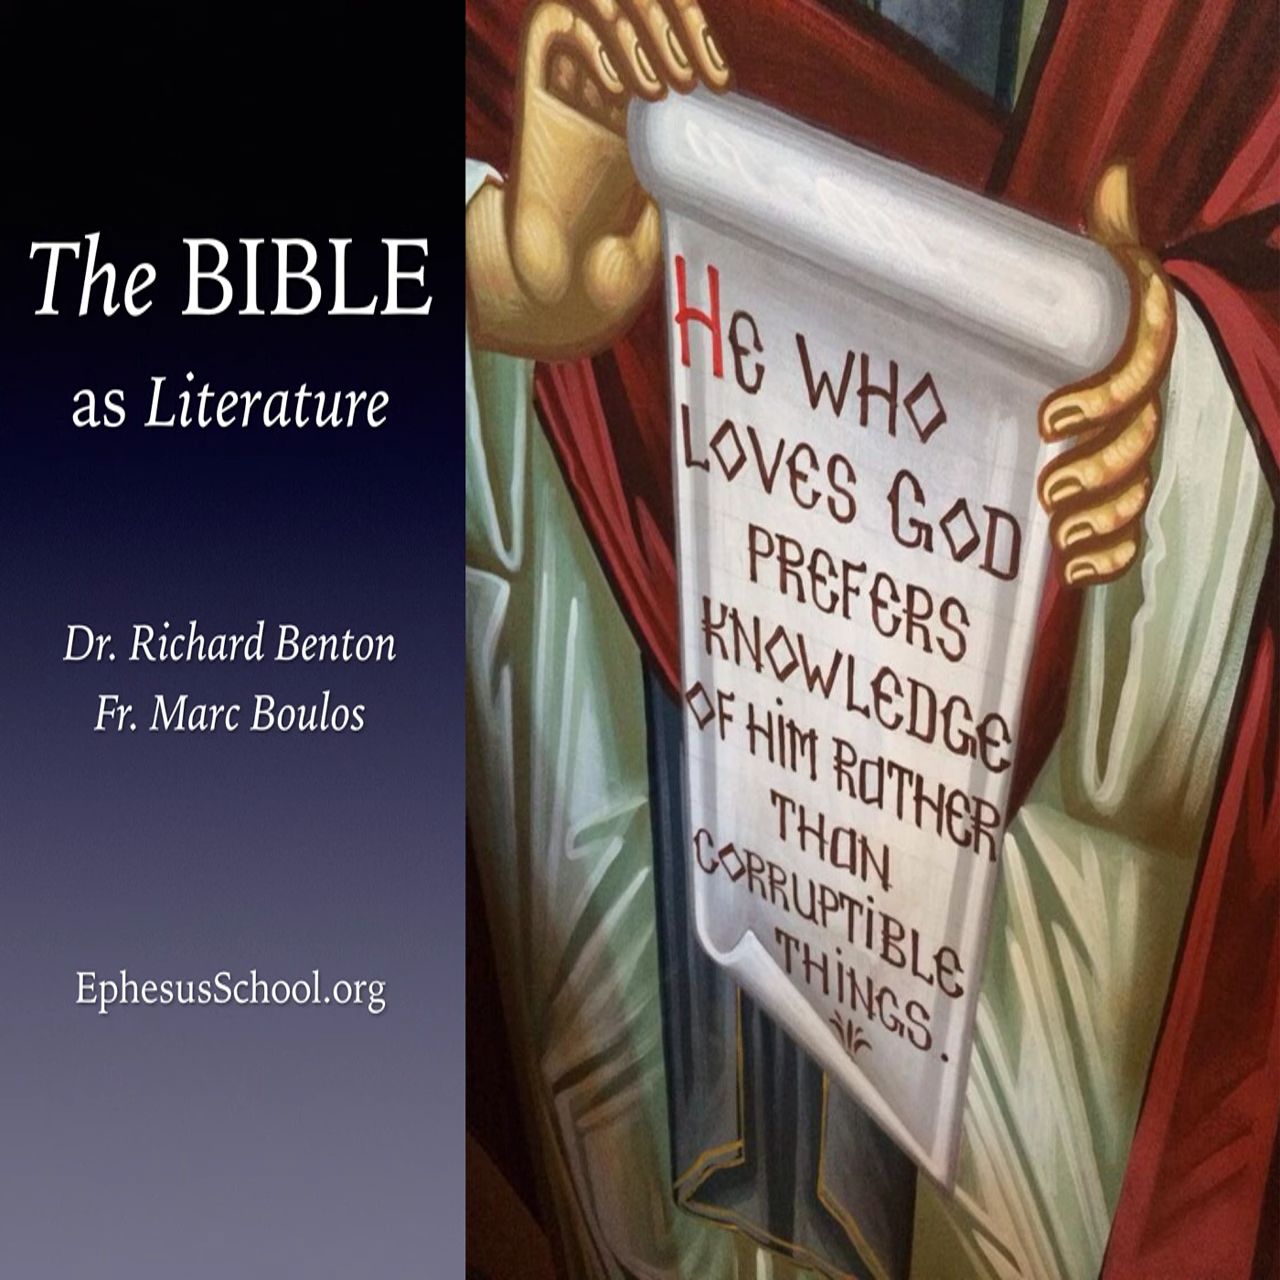 The BIBLE
as Literature
Dr. Richard Benton
Fr. Marc Boulos
EphesusSchool.org
HE WHO
LOVES GOD
PREFERS
KNOWLEDGE
OF HiM RATHER
THAN
CORRUPTiBLE
THiNGS.